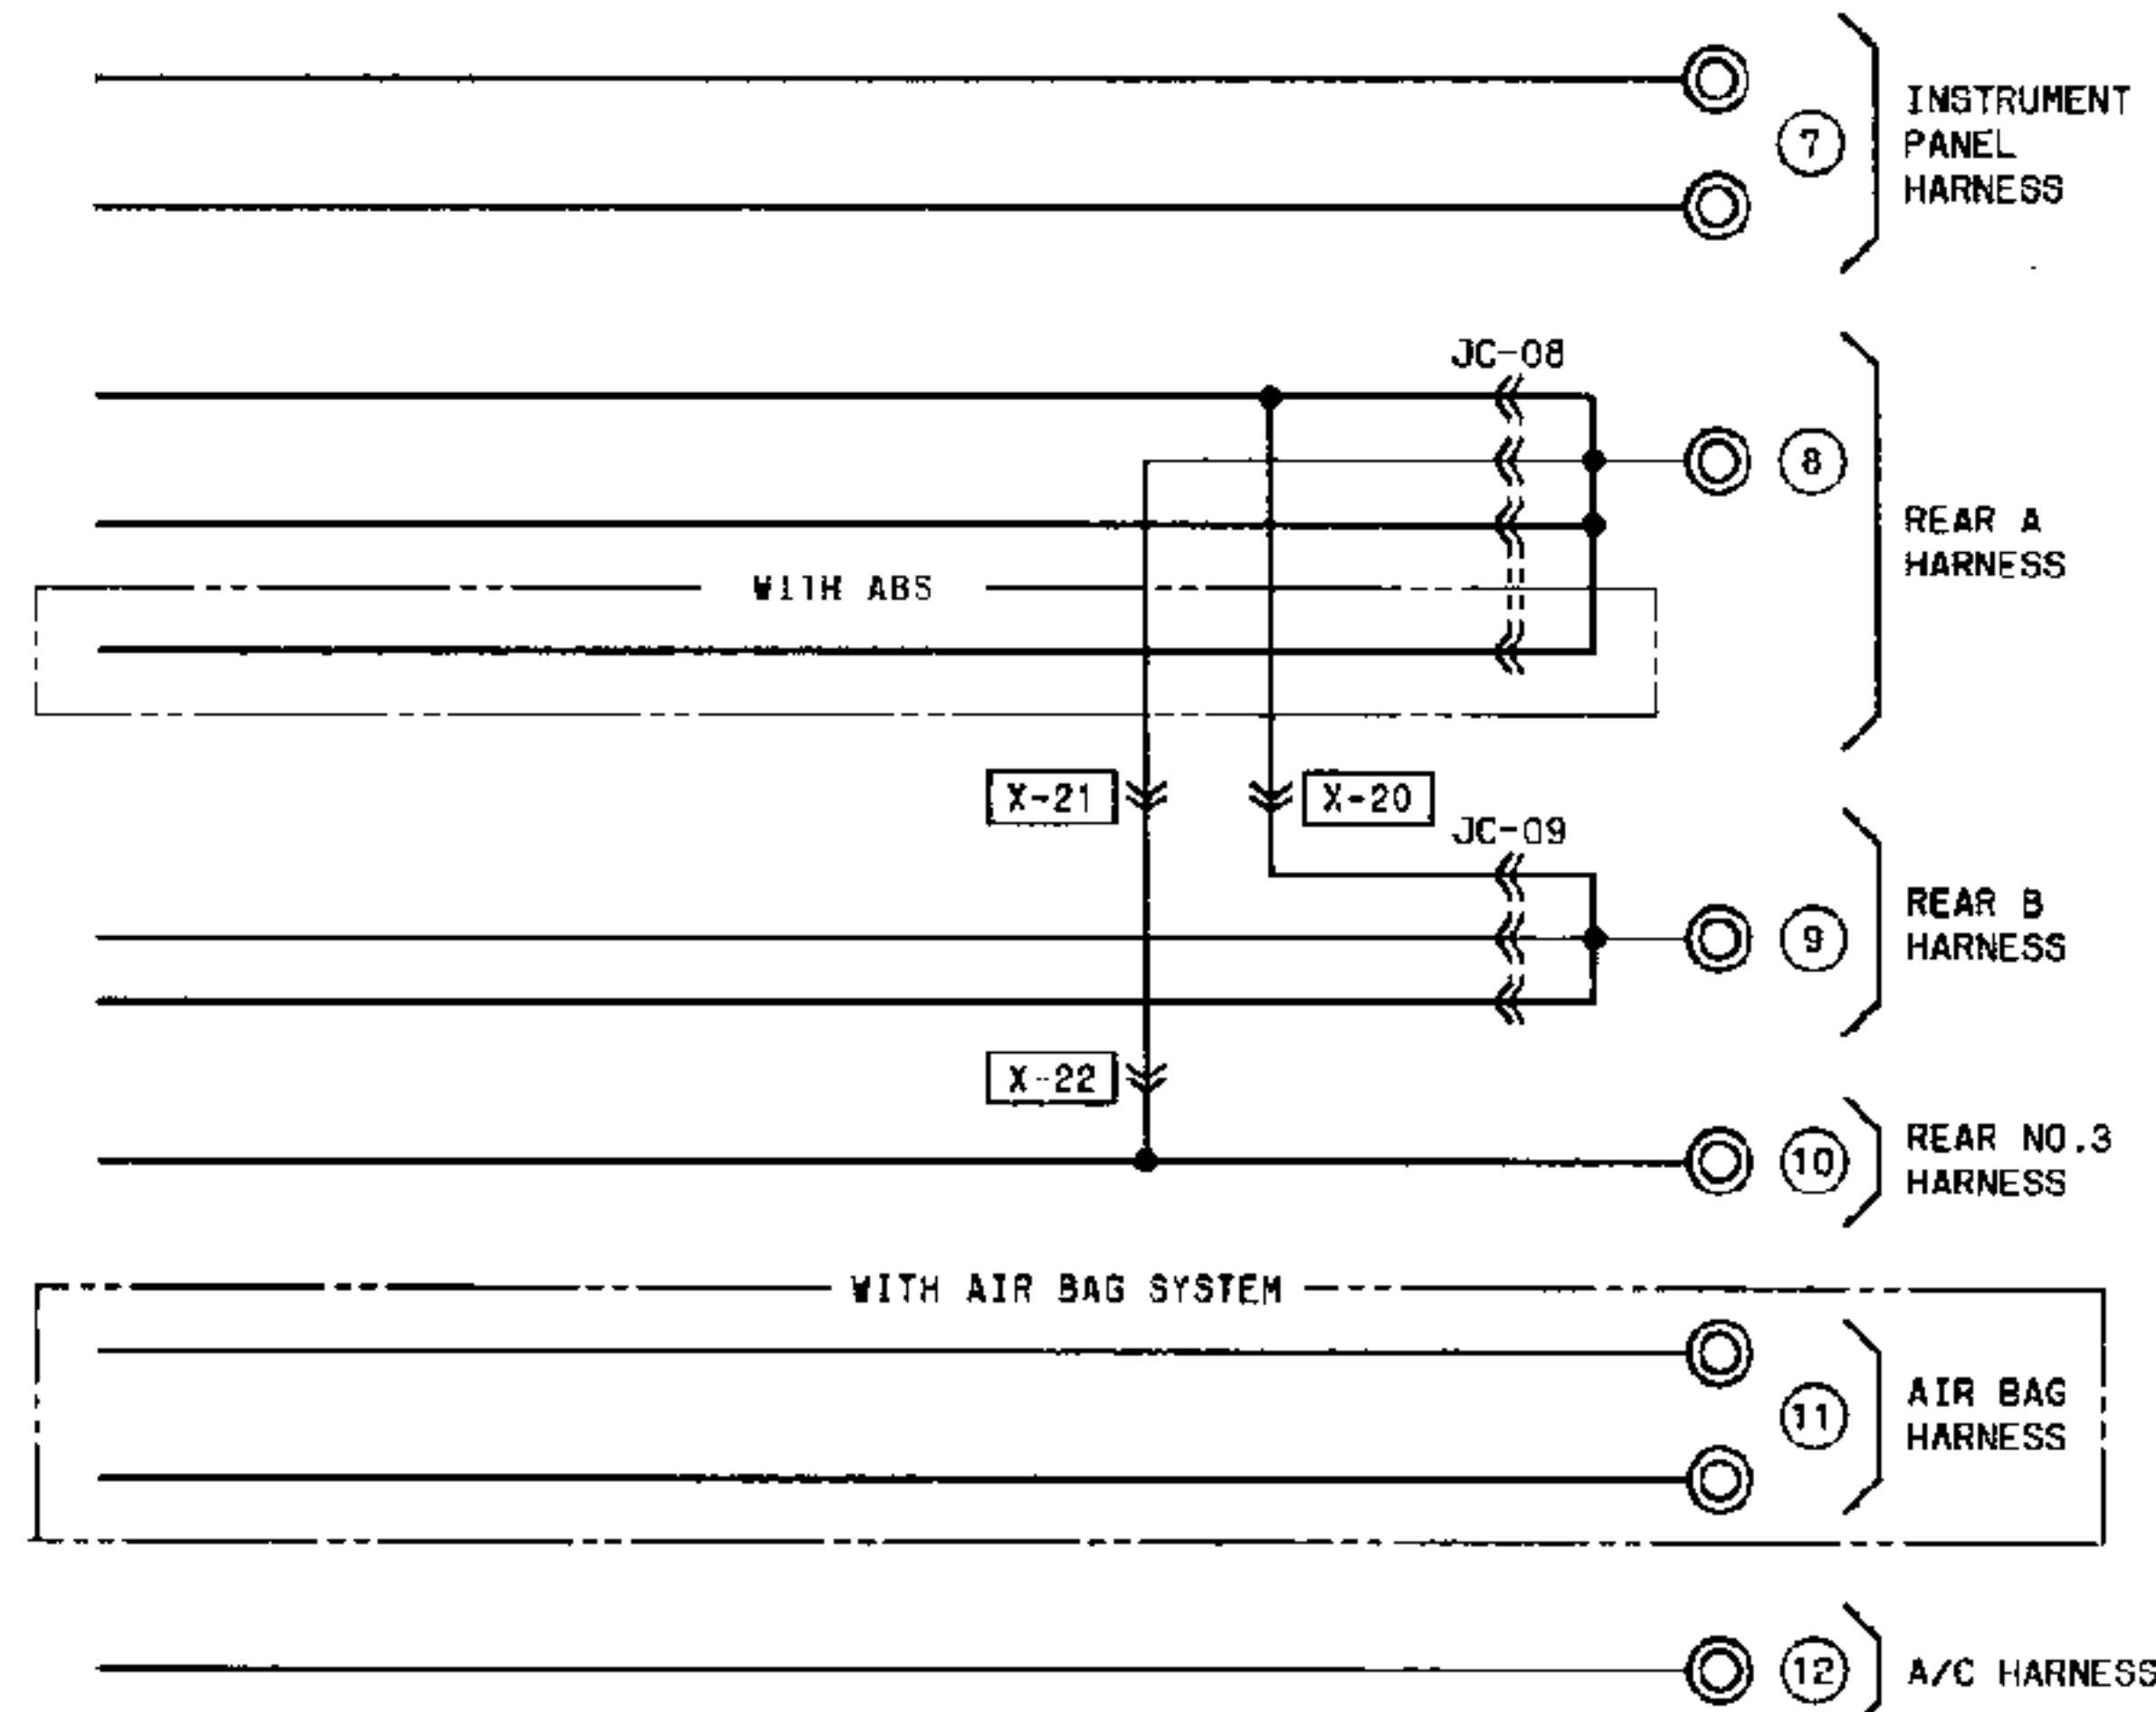 INSTRUMENT
PANEL
HARNESS
7
JC-08
8
REAR A
HARNESS
WITH ABS
X-21
X-20
JC-09
REAR B
HARNESS
9
X-22
REAR NO.3
HARNESS
10
WITH AIR BAG SYSTEM
AIR BAG
HARNESS
11
12
A/C HARNESS